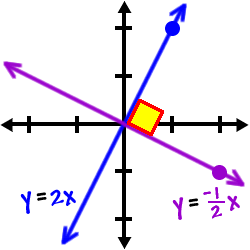 y = 2x
y = -1/2 x